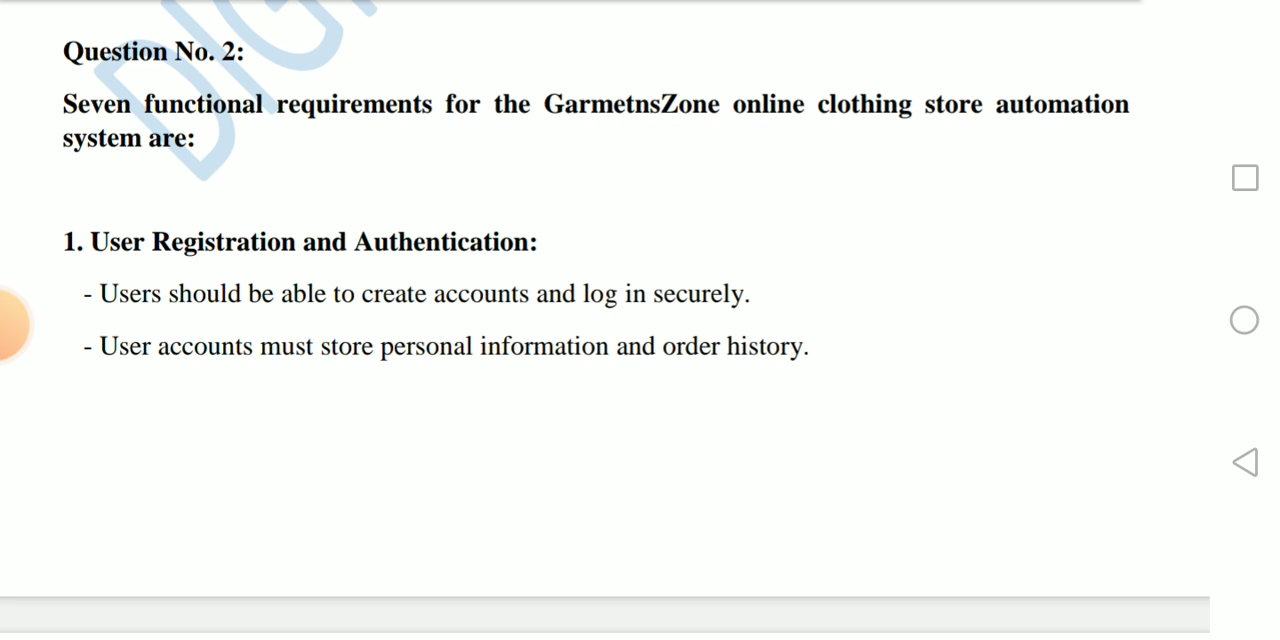 Question No. 2:
Seven functional requirements for the GarmetnsZone online clothing store automation
system are:
1. User Registration and Authentication:
- Users should be able to create accounts and log in securely.
- User accounts must store personal information and order history.